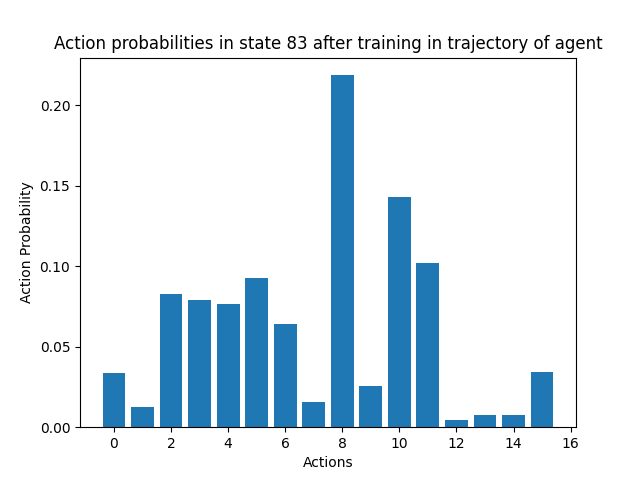 Action probabilities in state 83 after training in trajectory of agent
Action Probability
0.20
0.15
0.10
0.05
0.00
0 2 4 6 8 10 12 14 16
Actions